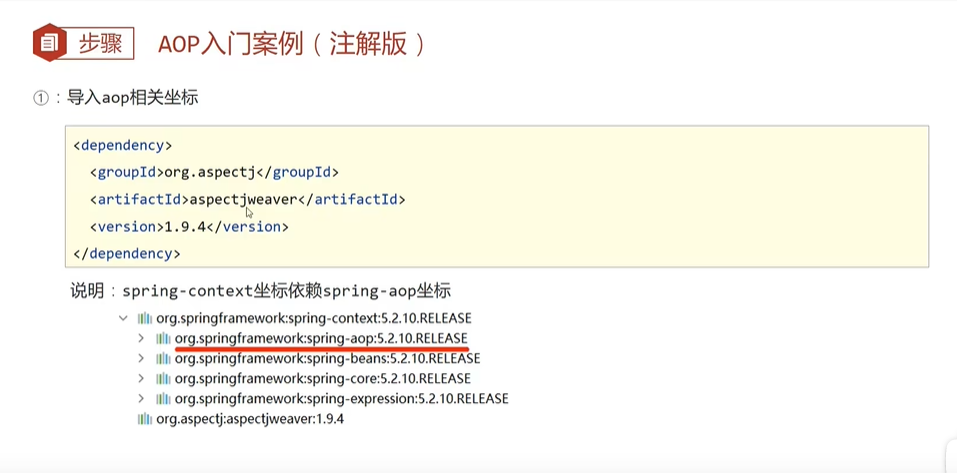 步骤 AOP入门案例（注解版）
①：导入aop相关坐标
<dependency>
<groupId>org.aspectj</groupId>
<artifactId>aspectjweaver</artifactId>
<version>1.9.4</version>
</dependency>
说明：spring-context坐标依赖spring-aop坐标
org.springframework:spring-context:5.2.10.RELEASE
org.springframework:spring-aop:5.2.10.RELEASE
org.springframework:spring-beans:5.2.10.RELEASE
org.springframework:spring-core:5.2.10.RELEASE
org.springframework:spring-expression:5.2.10.RELEASE
org.aspectj:aspectjweaver:1.9.4